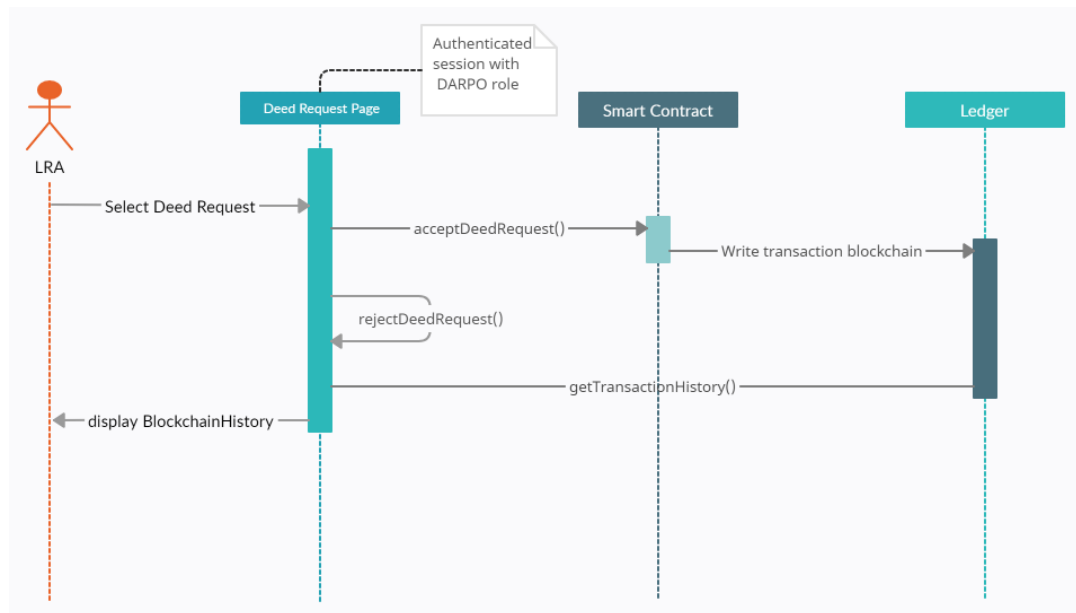 Authenticated
session with
DARPO role
Deed Request Page
Smart Contract
Ledger
LRA
Select Deed Request
acceptDeedRequest()
Write transaction blockchain
rejectDeedRequest()
getTransactionHistory()
display BlockchainHistory